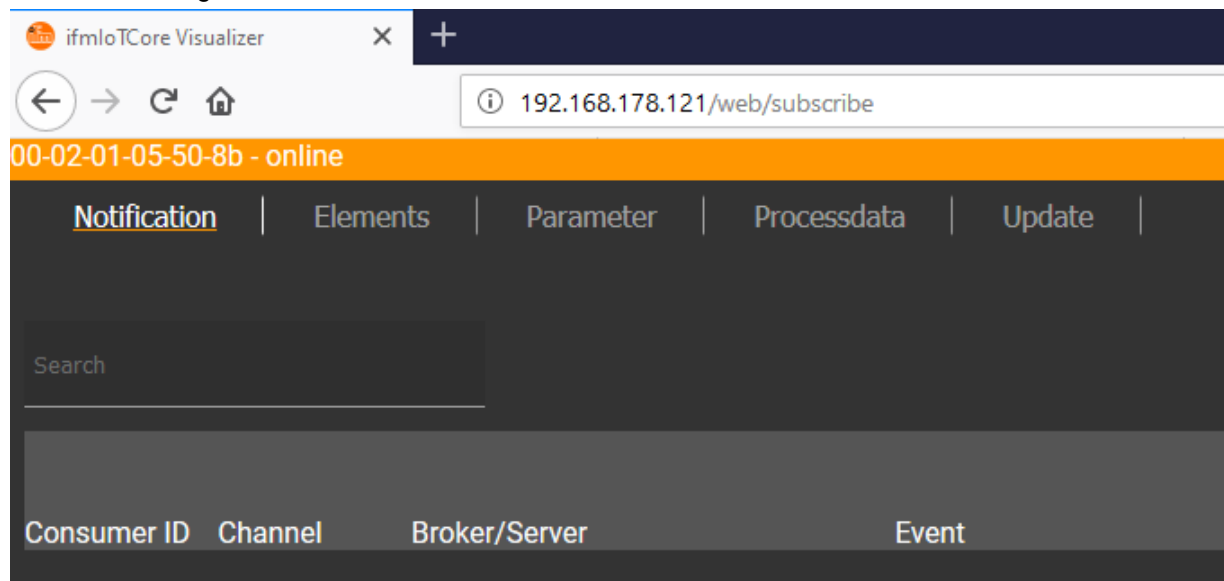 ifmIoTCore Visualizer
192.168.178.121/web/subscribe
00-02-01-05-50-8b - online
Notification | Elements | Parameter | Processdata | Update |
Search
Consumer ID Channel Broker/Server Event